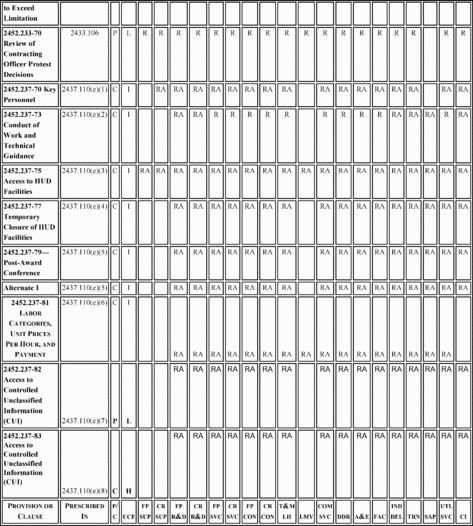 to Exceed
Limitation
2452.233-70 2433.106 P L R R R R R R R R R R R R R R R R R
Review of
Contracting
Officer Protest
Decisions
2452.237-70 Key 2437.110(e)(1) C I RA RA RA RA RA RA RA RA RA RA RA RA RA RA RA RA RA
Personnel
2452.237-73 2437.110(e)(2) C I RA RA R R R R R R R R R RA RA RA R RA
Conduct of
Work and
Technical
Guidance
2452.237-75 2437.110(e)(3) C I RA RA RA RA RA RA RA RA RA RA RA RA RA RA RA RA RA RA RA
Access to HUD
Facilities
2452.237-77 2437.110(e)(4) C I RA RA RA RA RA RA RA RA RA RA RA RA RA RA RA RA
Temporary
Closure of HUD
Facilities
2452.237-79— 2437.110(e)(5) C I RA RA RA RA RA RA RA RA RA RA RA RA RA RA RA RA
Post-Award
Conference
Alternate I 2437.110(e)(5) C I RA RA RA RA RA RA RA RA RA RA RA RA RA RA RA RA
2452.237-81 2437.110(e)(6) C I
LABOR
CATEGORIES,
UNIT PRICES
PER HOUR, AND
PAYMENT RA RA RA RA RA RA RA RA RA RA RA RA RA RA RA RA RA
2452.237-82 RA RA RA RA RA RA RA RA RA RA RA RA RA RA RA RA
Access to
Controlled
Unclassified
Information
(CUI) 2437.110(e)(7) P L
2452.237-83 RA RA RA RA RA RA RA RA RA RA RA RA RA RA RA RA
Access to
Controlled
Unclassified
Information
(CUI) 2437.110(e)(8) C H
PROVISION OR PRESCRIBED P/ FP CR FP CR FP CR FP CR T&M COM IND UTL
CLAUSE IN C UCF SUP SUP R&D R&D SVC SVC CON CON LH LMV SVC DDR A&E FAC DEL TRN SAP SVC CI